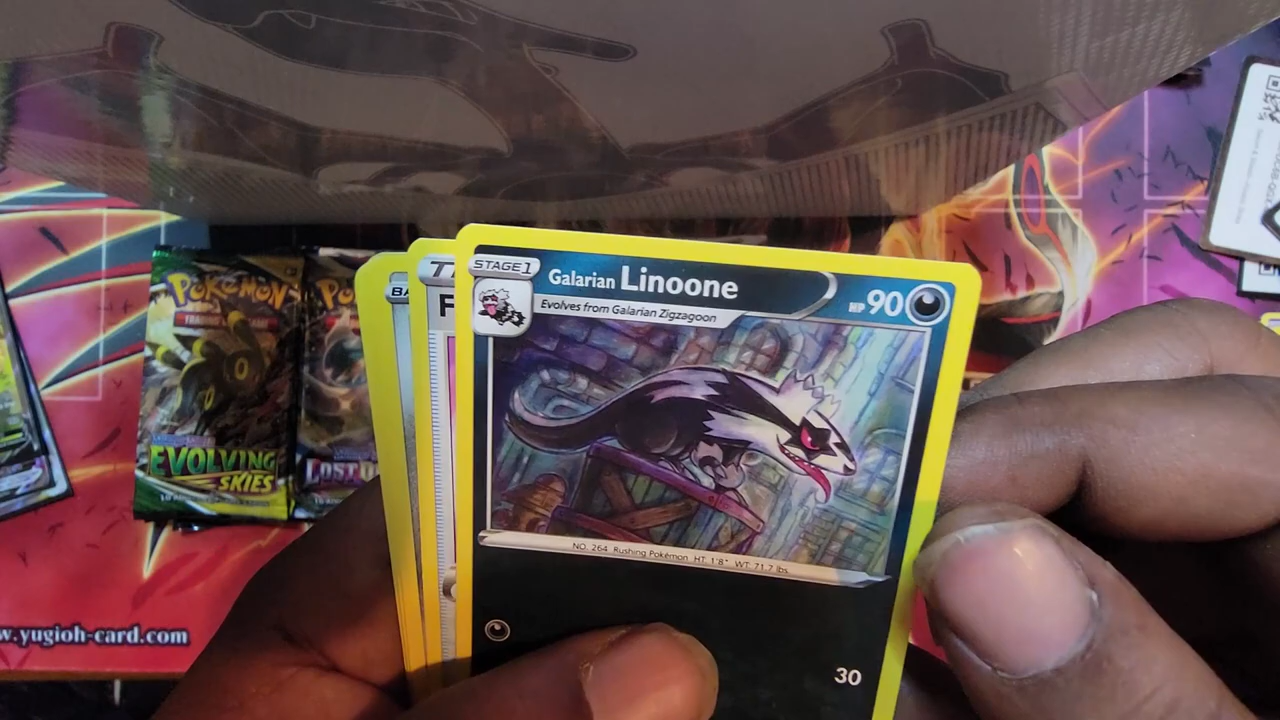 STAGE 1
Galarian Linoone
HP 90
Evolves from Galarian Zigzagoon
NO. 264 Rushing Pokémon HT: 1'8" WT: 71.7 lbs.
30
BA
F
POKÉMON
EVOLVING
SKIES
LOST
w.yugioh-card.com